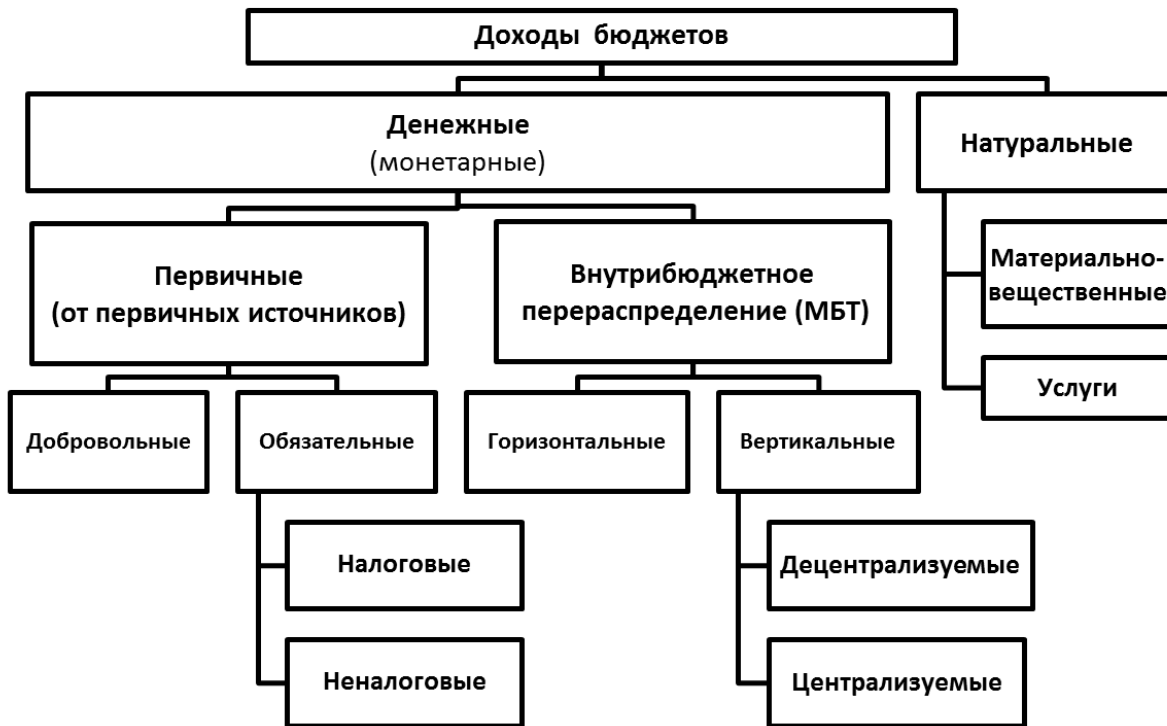 Доходы бюджетов
Денежные
(монетарные)
Натуральные
Первичные
(от первичных источников)
Внутрибюджетное
перераспределение (МБТ)
Материально-
вещественные
Услуги
Добровольные
Обязательные
Горизонтальные
Вертикальные
Налоговые
Децентрализуемые
Неналоговые
Централизуемые